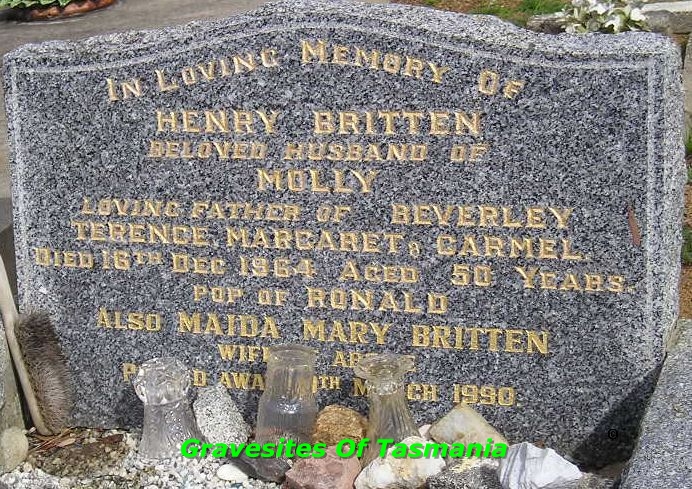 IN LOVING MEMORY OF
HENRY BRITTEN
BELOVED HUSBAND OF
MOLLY
LOVING FATHER OF BEVERLEY
TERENCE, MARGARET & CARMEL.
DIED 16TH DEC 1964 AGED 50 YEARS.
POP OF RONALD
ALSO MAIDA MARY BRITTEN
MARCH 1990.
Gravesites Of Tasmania